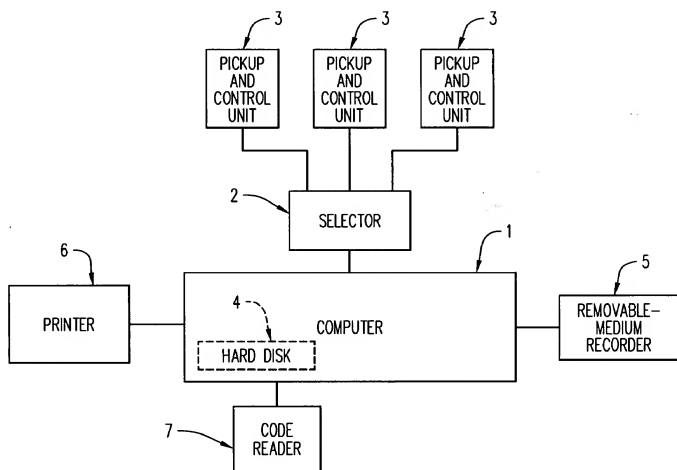 3 3 3
PICKUP AND CONTROL UNIT
PICKUP AND CONTROL UNIT
PICKUP AND CONTROL UNIT
2
SELECTOR
1
6
5
PRINTER
4
COMPUTER
HARD DISK
REMOVABLE-
MEDIUM
RECORDER
7
CODE
READER